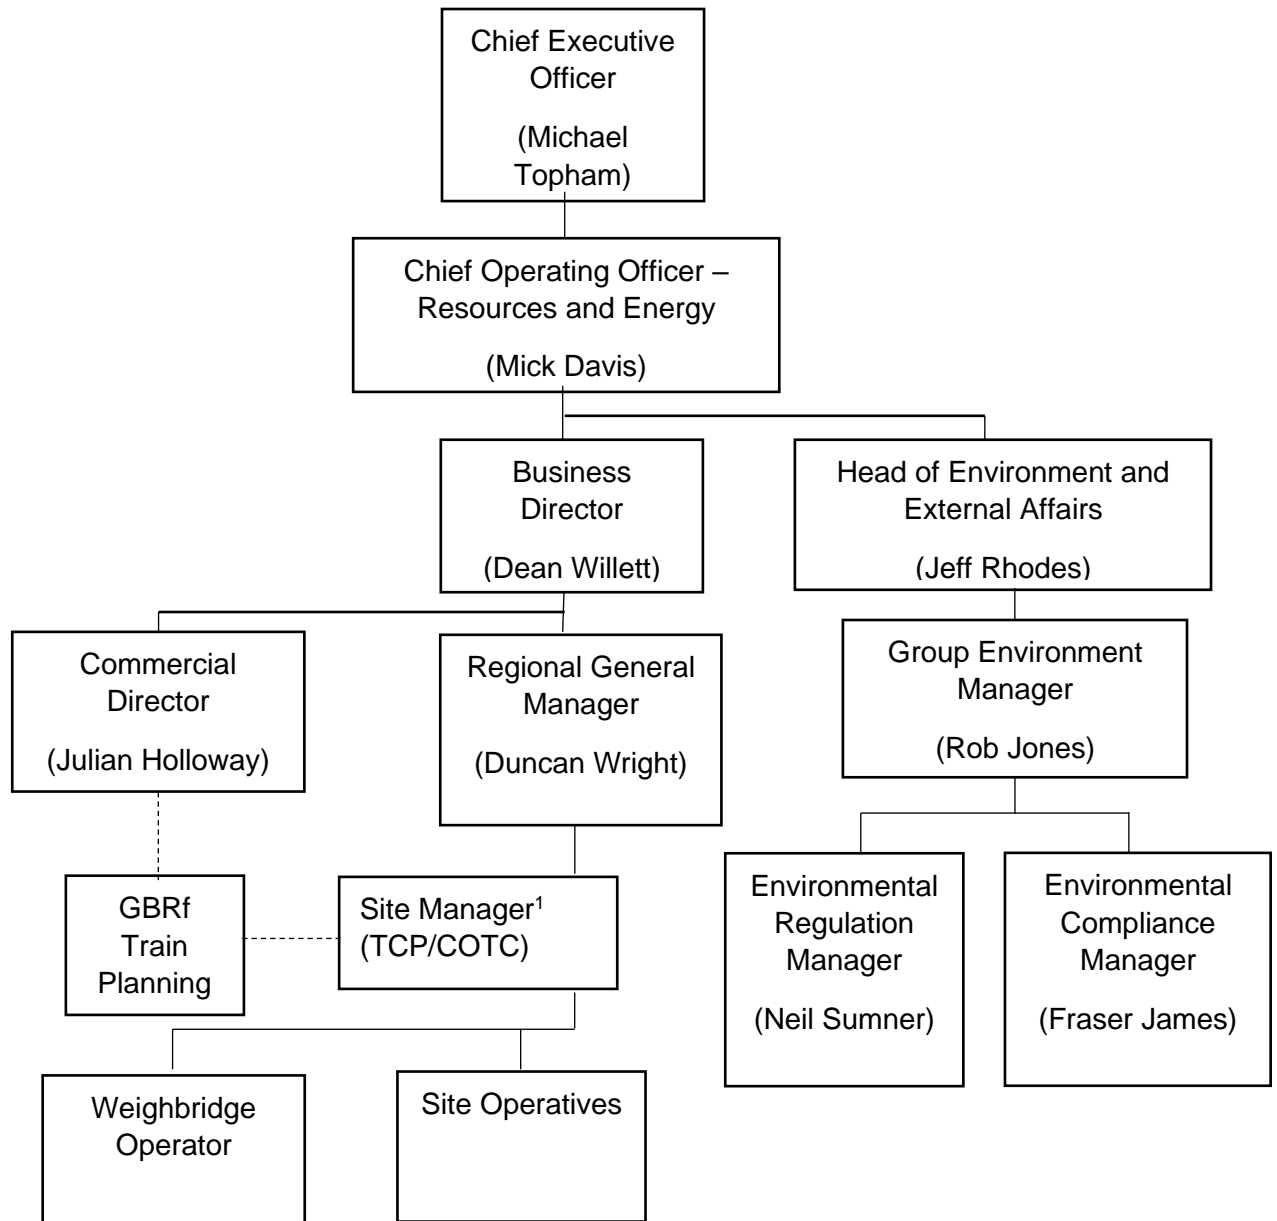 Chief Executive
Officer
(Michael
Topham)
Chief Operating Officer –
Resources and Energy
(Mick Davis)
Business
Director
(Dean Willett)
Head of Environment and
External Affairs
(Jeff Rhodes)
Commercial
Director
(Julian Holloway)
Regional General
Manager
(Duncan Wright)
Group Environment
Manager
(Rob Jones)
GBRf
Train
Planning
Site Manager¹
(TCP/COTC)
Environmental
Regulation
Manager
(Neil Sumner)
Environmental
Compliance
Manager
(Fraser James)
Weighbridge
Operator
Site Operatives